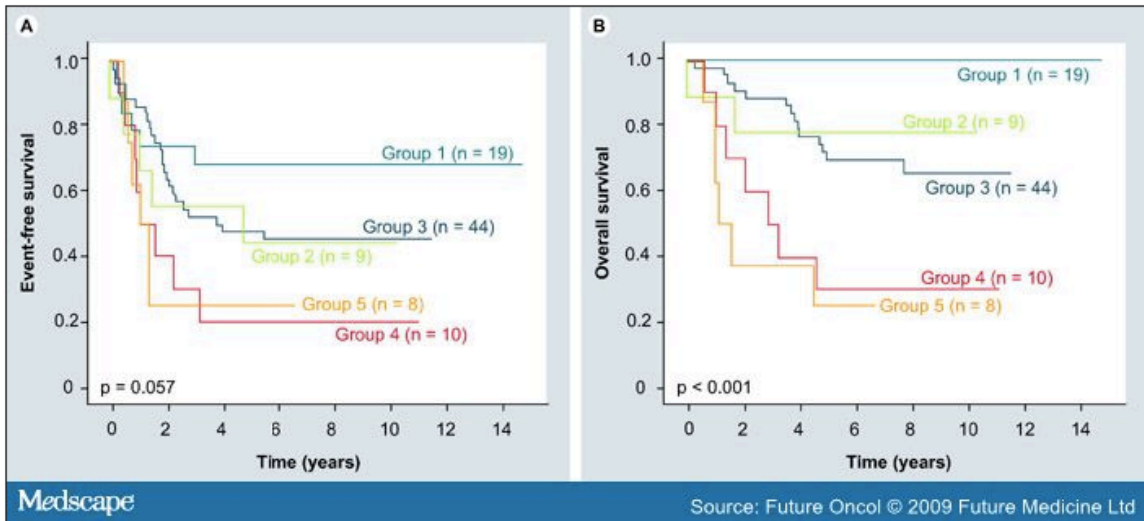 A
Event-free survival
1.0
0.8
0.6
0.4
0.2
0
Group 1 (n = 19)
Group 3 (n = 44)
Group 2 (n = 9)
Group 5 (n = 8)
Group 4 (n = 10)
p = 0.057
0 2 4 6 8 10 12 14
Time (years)
B
Overall survival
1.0
0.8
0.6
0.4
0.2
0
Group 1 (n = 19)
Group 2 (n = 9)
Group 3 (n = 44)
Group 4 (n = 10)
Group 5 (n = 8)
p < 0.001
0 2 4 6 8 10 12 14
Time (years)
Medscape
Source: Future Oncol © 2009 Future Medicine Ltd